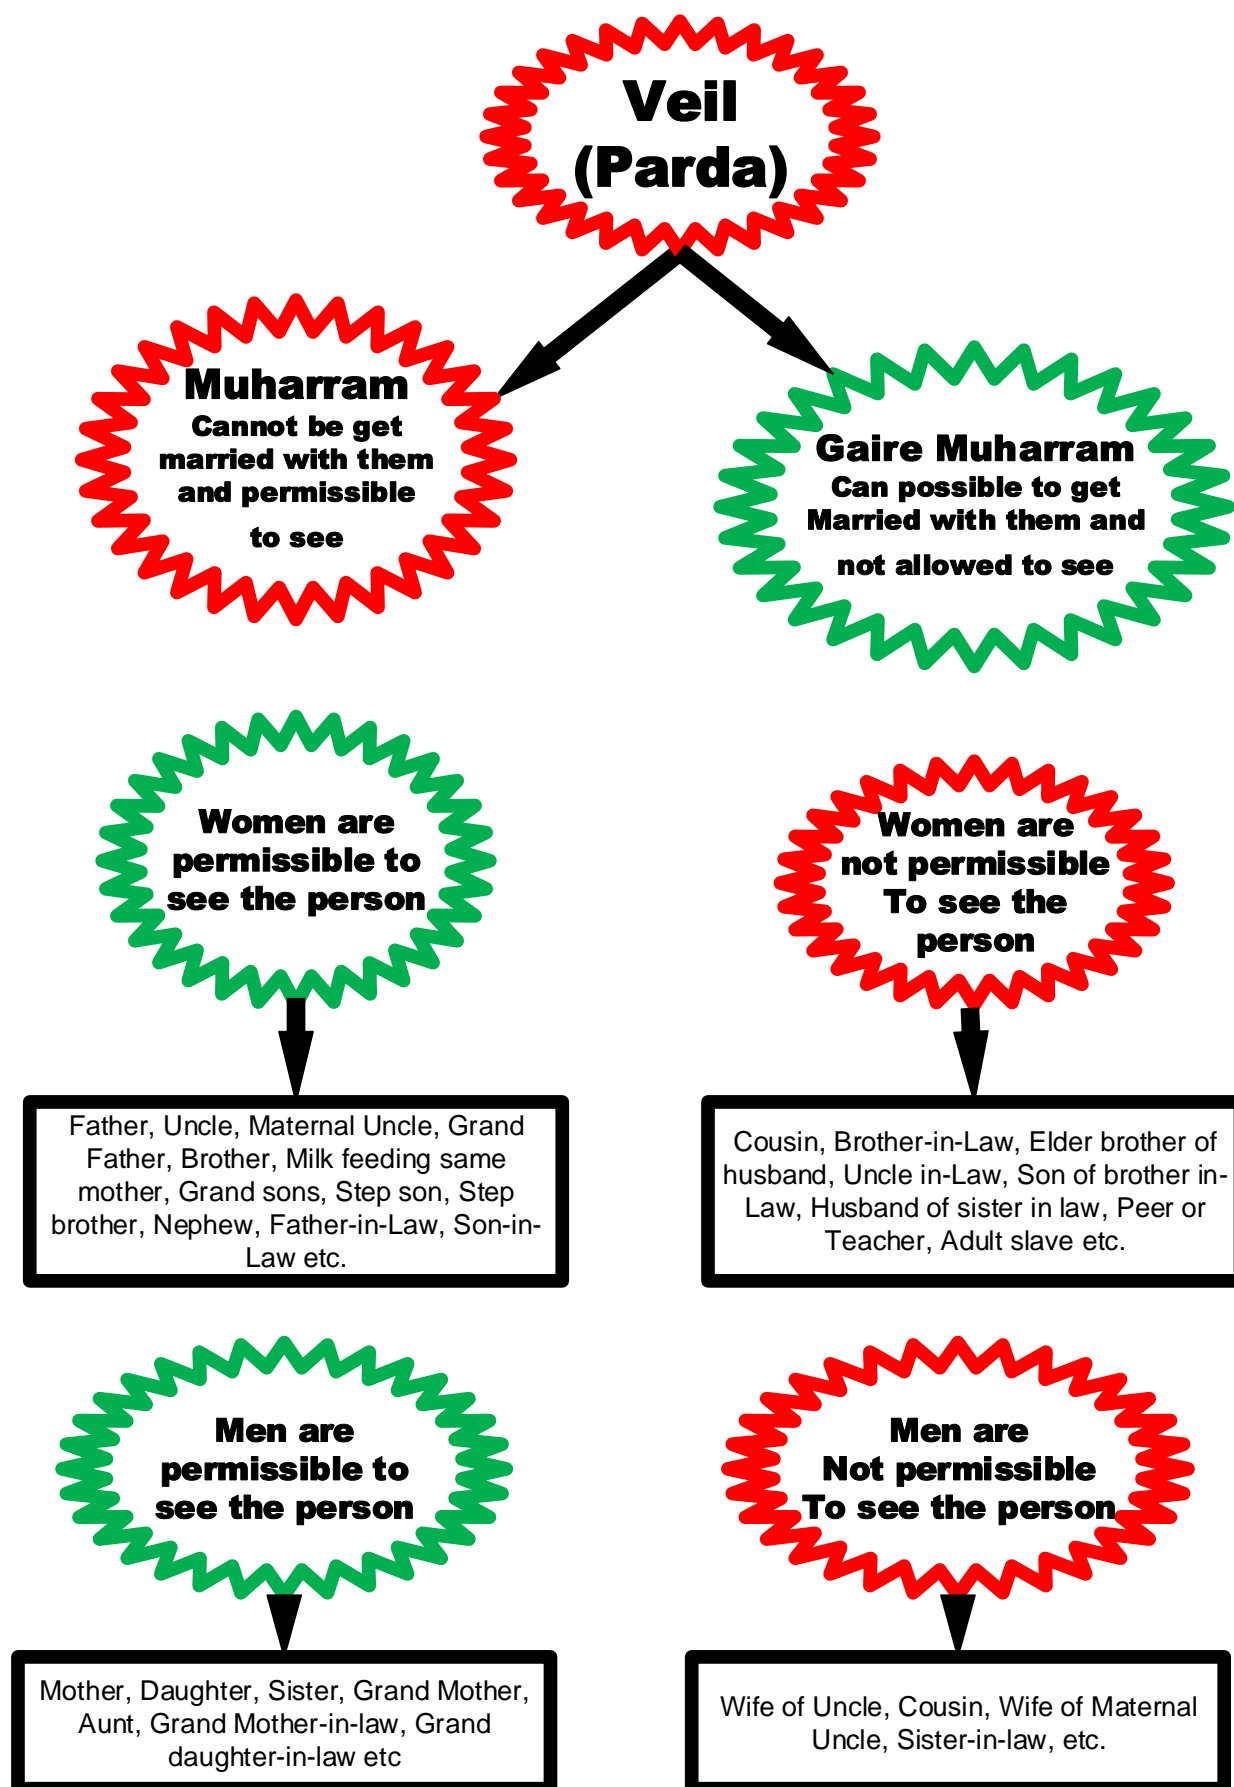 Veil
(Parda)
Muharram
Cannot be get
married with them
and permissible
to see
Gaire Muharram
Can possible to get
Married with them and
not allowed to see
Women are
permissible to
see the person
Women are
not permissible
To see the
person
Father, Uncle, Maternal Uncle, Grand
Father, Brother, Milk feeding same
mother, Grand sons, Step son, Step
brother, Nephew, Father-in-Law, Son-in-
Law etc.
Cousin, Brother-in-Law, Elder brother of
husband, Uncle in-Law, Son of brother in-
Law, Husband of sister in law, Peer or
Teacher, Adult slave etc.
Men are
permissible to
see the person
Men are
Not permissible
To see the person
Mother, Daughter, Sister, Grand Mother,
Aunt, Grand Mother-in-law, Grand
daughter-in-law etc
Wife of Uncle, Cousin, Wife of Maternal
Uncle, Sister-in-law, etc.